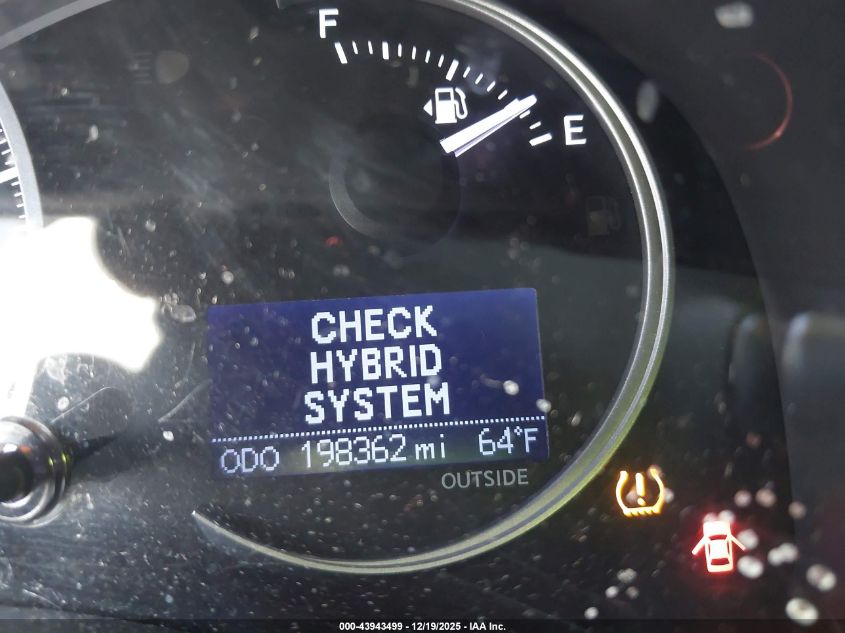 F
E
CHECK
HYBRID
SYSTEM
ODO 198362 mi 64°F
OUTSIDE
000-43943499 - 12/19/2025 - IAA Inc.